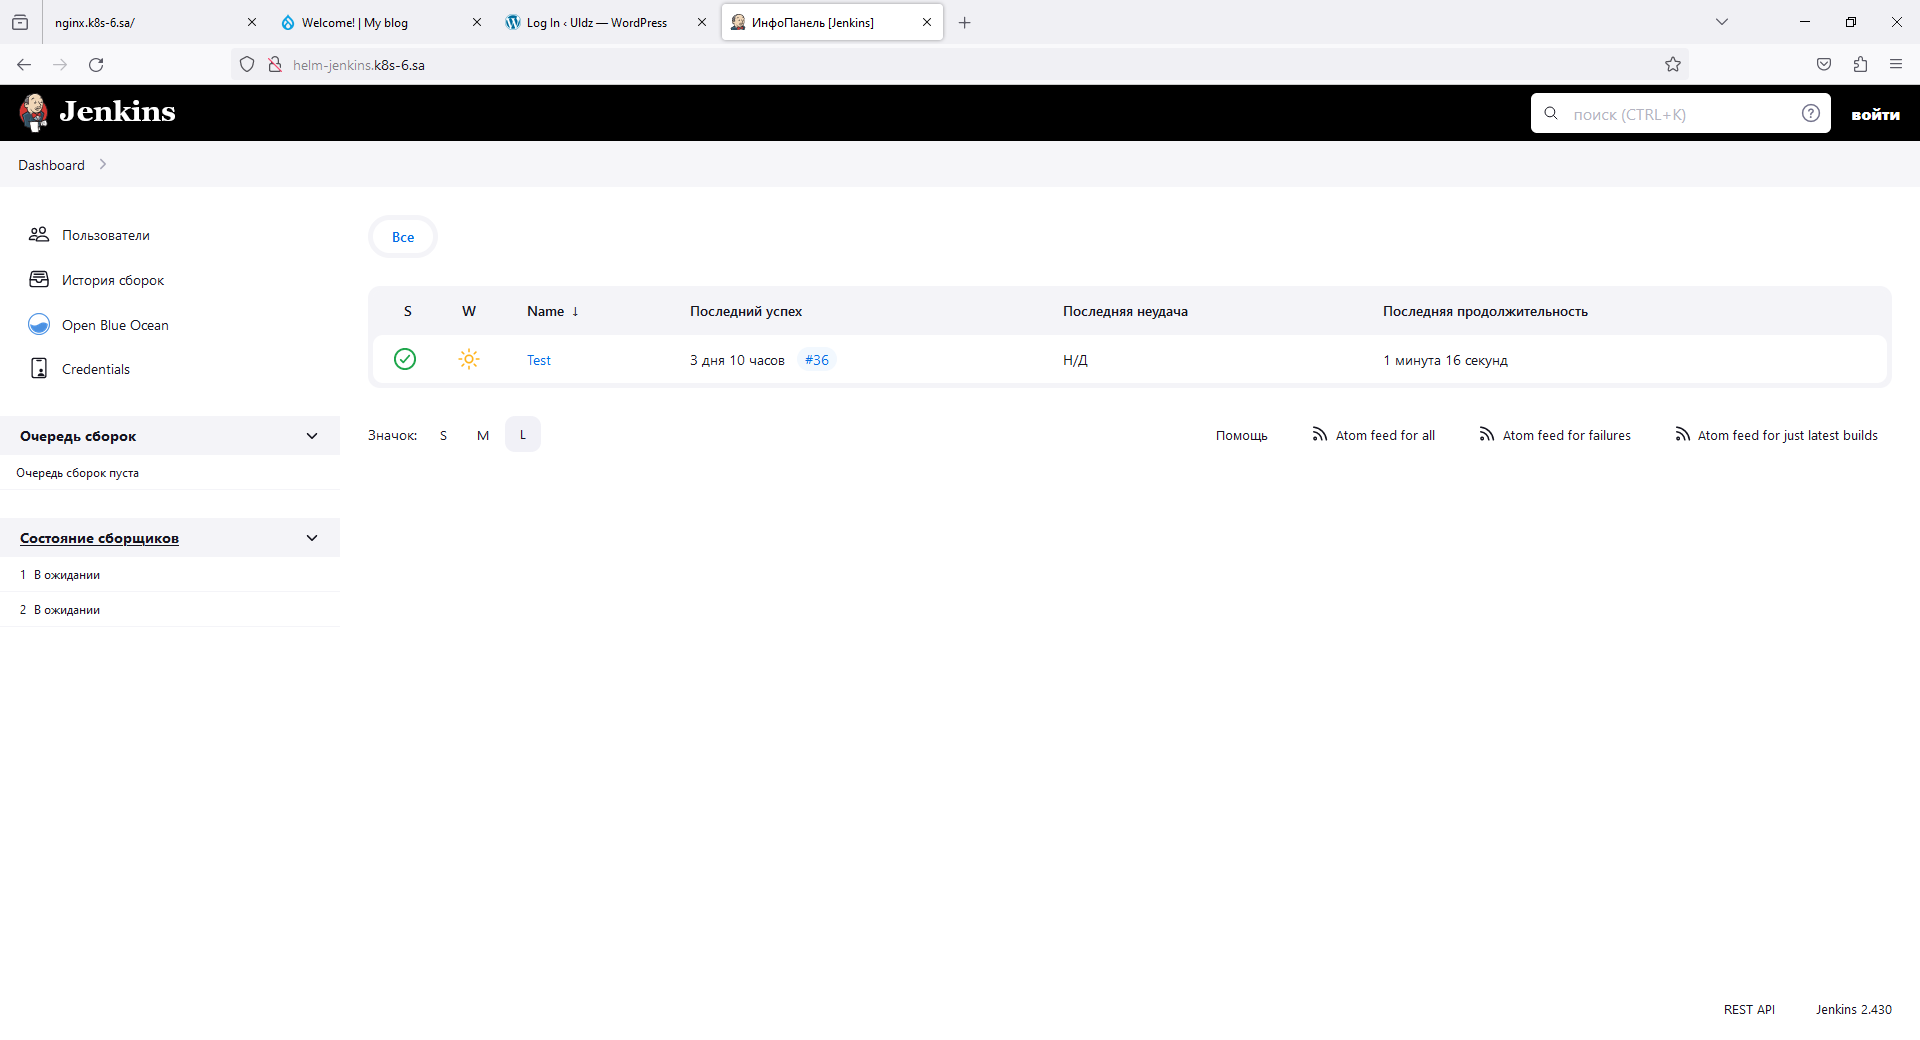 nginx.k8s-6.sa/
Welcome! | My blog
Log In ‹ Uldz — WordPress
ИнфоПанель [Jenkins]
helm-jenkins.k8s-6.sa
Jenkins
поиск (CTRL+K)
войти
Dashboard
Пользователи
История сборок
Open Blue Ocean
Credentials
Очередь сборок
Очередь сборок пуста
Состояние сборщиков
1 В ожидании
2 В ожидании
Все
S W Name ↓ Последний успех Последняя неудача Последняя продолжительность
Test 3 дня 10 часов #36 Н/Д 1 минута 16 секунд
Значок: S M L
Помощь Atom feed for all Atom feed for failures Atom feed for just latest builds
REST API Jenkins 2.430